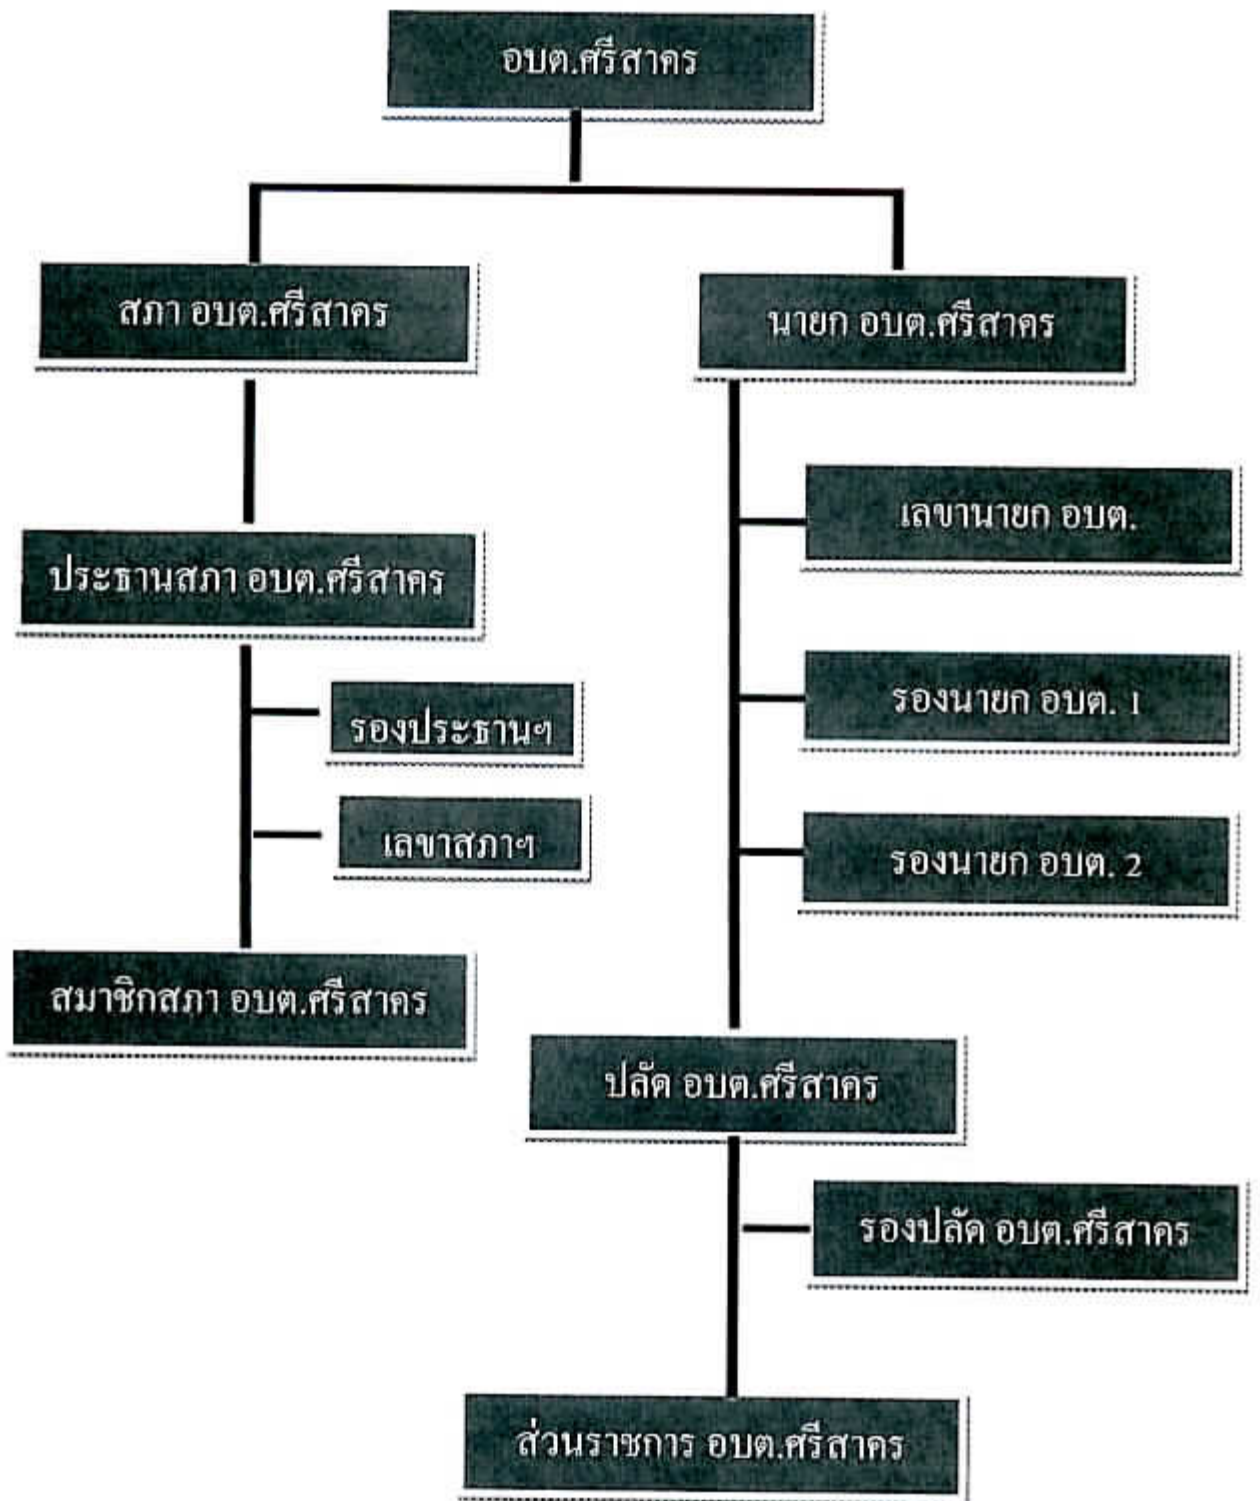 อบต.ศรีสาคร
สภา อบต.ศรีสาคร
นายก อบต.ศรีสาคร
เลขานายก อบต.
ประธานสภา อบต.ศรีสาคร
รองประธานฯ
รองนายก อบต. 1
เลขาสภาฯ
รองนายก อบต. 2
สมาชิกสภา อบต.ศรีสาคร
ปลัด อบต.ศรีสาคร
รองปลัด อบต.ศรีสาคร
ส่วนราชการ อบต.ศรีสาคร